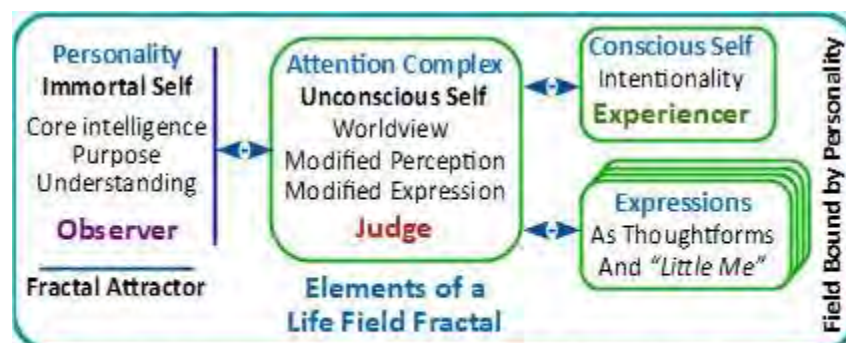 Personality
Immortal Self
Core intelligence
Purpose
Understanding
Observer
Fractal Attractor
Attention Complex
Unconscious Self
Worldview
Modified Perception
Modified Expression
Judge
Elements of a
Life Field Fractal
Conscious Self
Intentionality
Experiencer
Expressions
As Thoughtforms
And "Little Me"
Field Bound by Personality